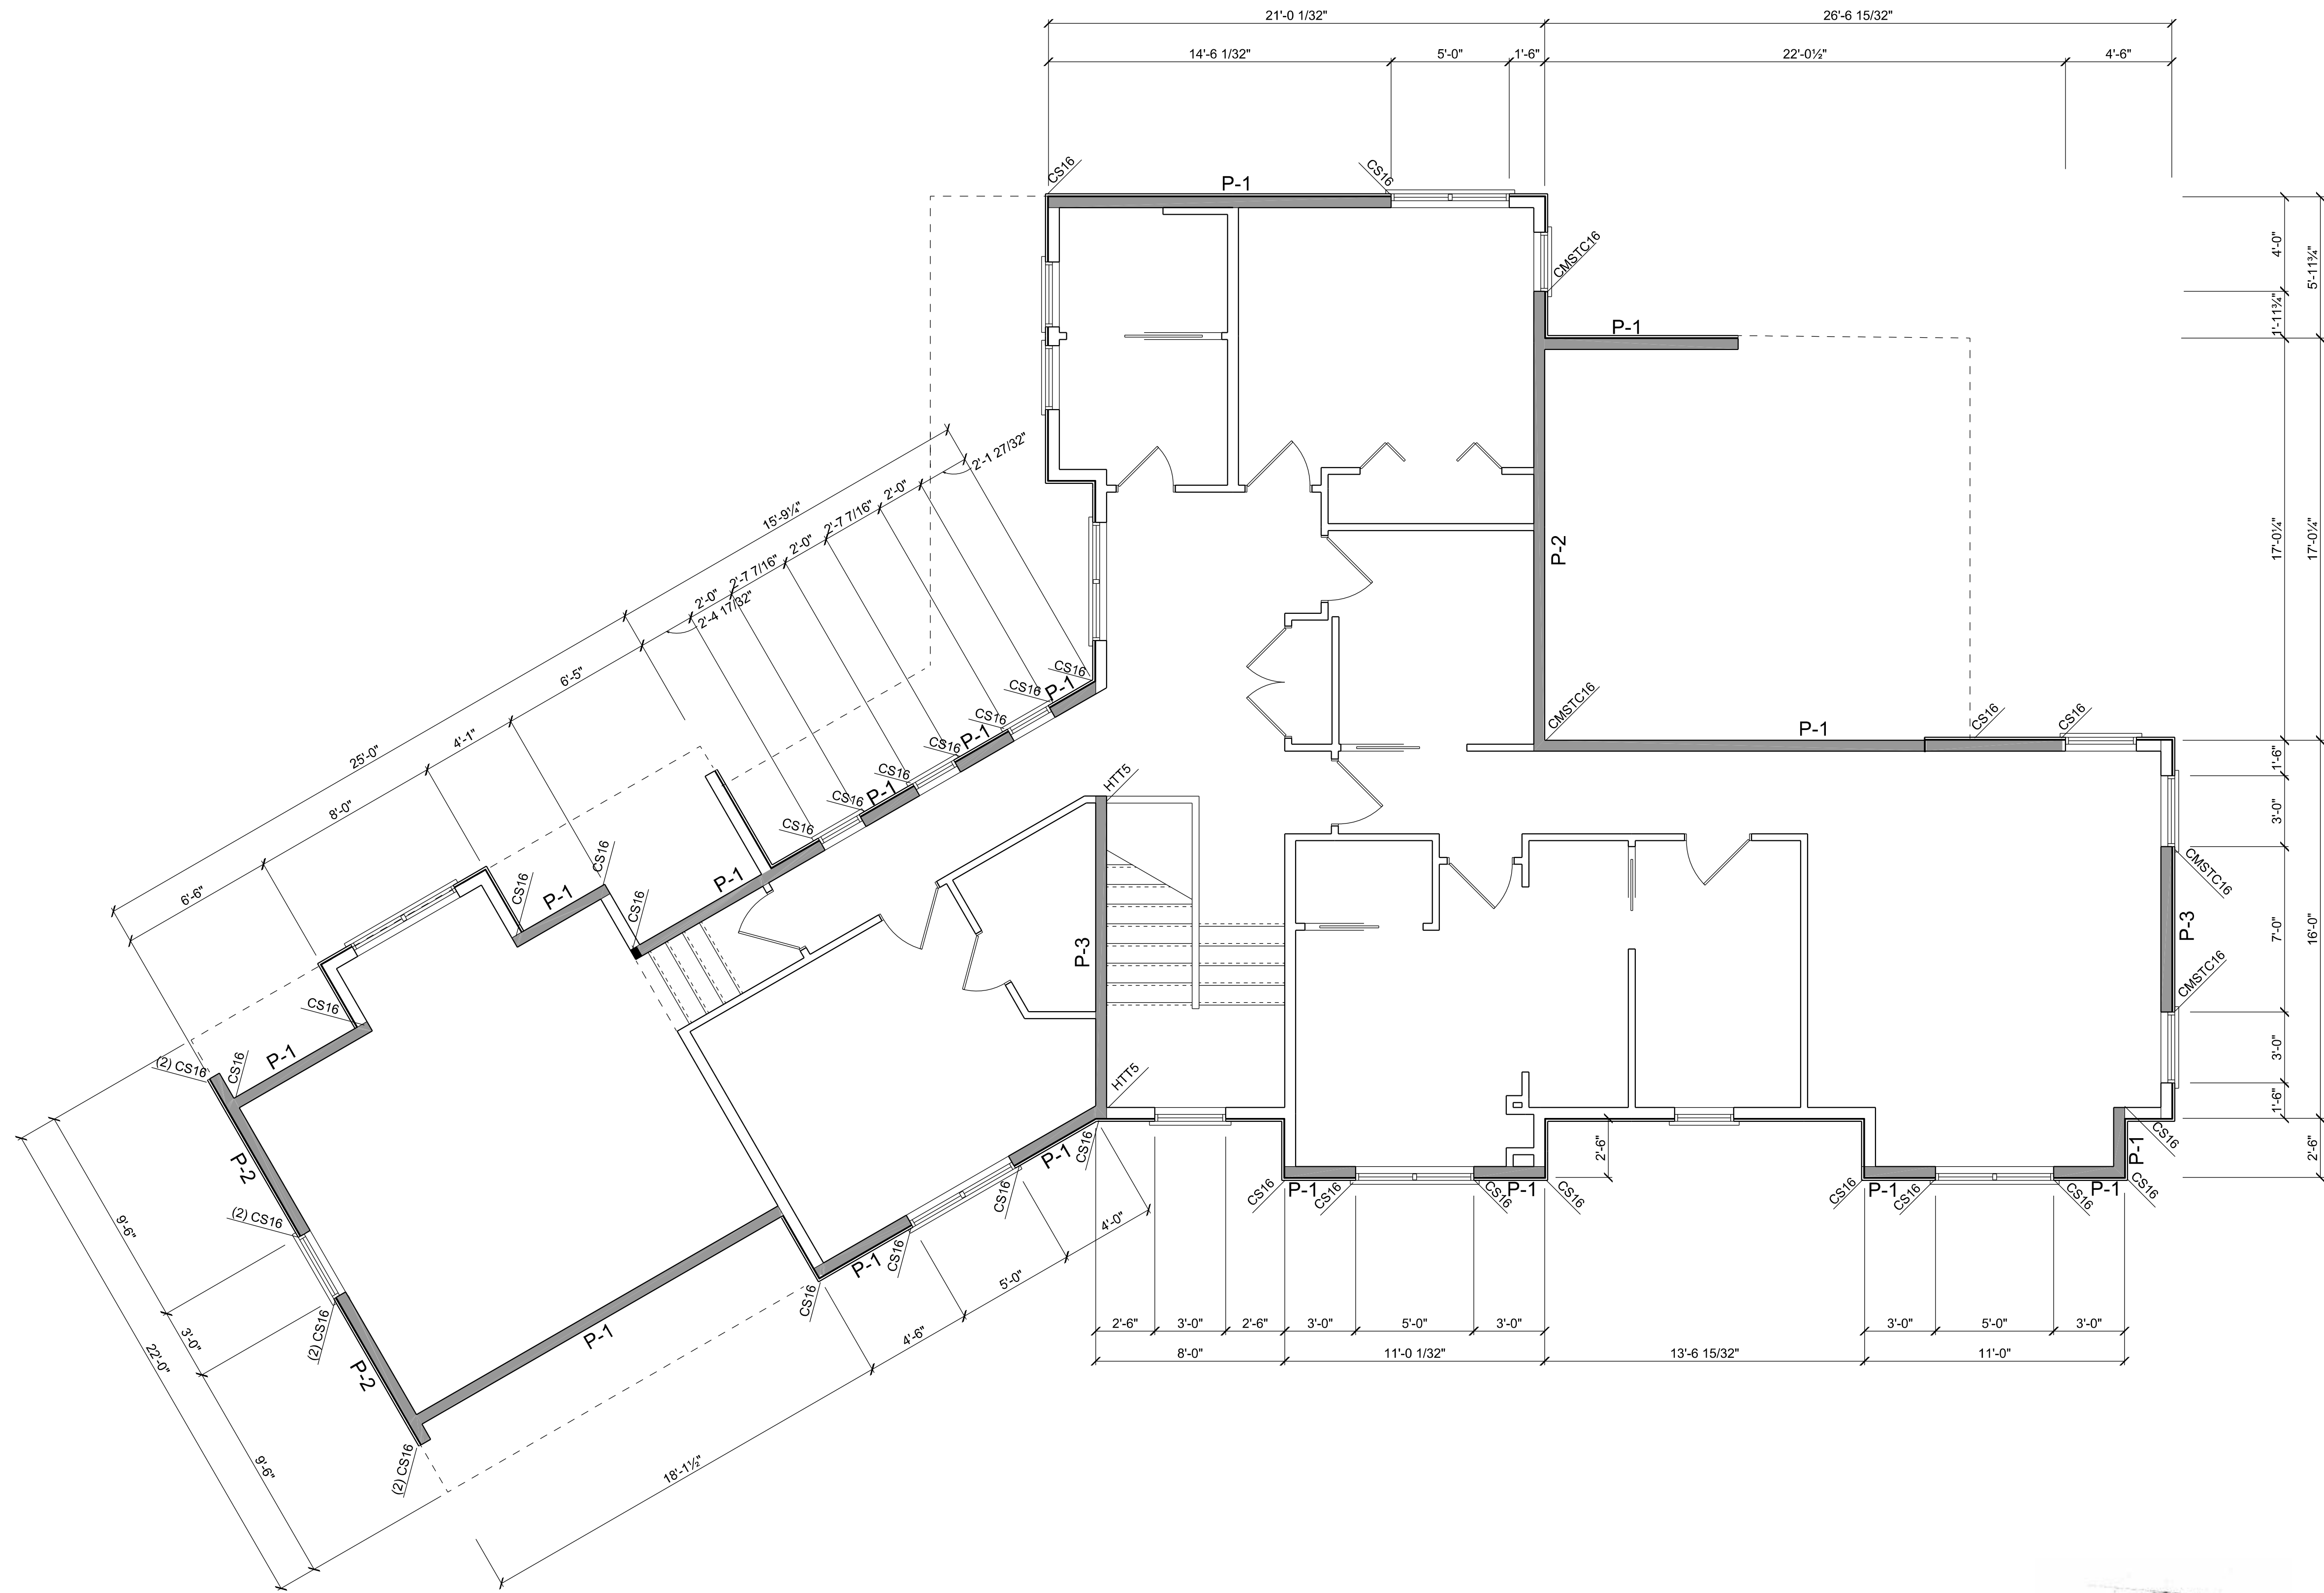 21'-0 1/32"
26'-6 15/32"
14'-6 1/32"
5'-0"
1'-6"
22'-0½"
4'-6"
CS16
P-1
CS16
CMSTC16
4'-0"
5'-11¾"
1'-11¾"
P-1
2'-1 27/32"
2'-0"
2'-7 7/16"
2'-0"
2'-7 7/16"
2'-0"
2'-4 17/32"
15'-9¼"
17'-0¼"
17'-0¼"
P-2
6'-5"
4'-1"
25'-0"
8'-0"
6'-6"
CS16
P-1
CS16
CS16
P-1
CS16
CS16
P-1
CS16
CS16
CMSTC16
P-1
CS16
CS16
1'-6"
3'-0"
HTT5
CMSTC16
CS16
CS16
P-1
P-1
CS16
P-3
P-3
7'-0"
16'-0"
CMSTC16
CS16
P-1
CS16
(2) CS16
HTT5
3'-0"
1'-6"
2'-6"
2'-6"
CS16
P-1
P-2
(2) CS16
CS16
P-1
CS16
CS16
P-1
CS16
CS16
P-1
CS16
CS16
P-1
CS16
CS16
P-1
CS16
CS16
P-1
CS16
4'-0"
5'-0"
4'-6"
9'-6"
3'-0"
22'-0"
(2) CS16
P-2
P-1
2'-6"
3'-0"
2'-6"
3'-0"
5'-0"
3'-0"
3'-0"
5'-0"
3'-0"
8'-0"
11'-0 1/32"
13'-6 15/32"
11'-0"
(2) CS16
9'-6"
18'-1½"